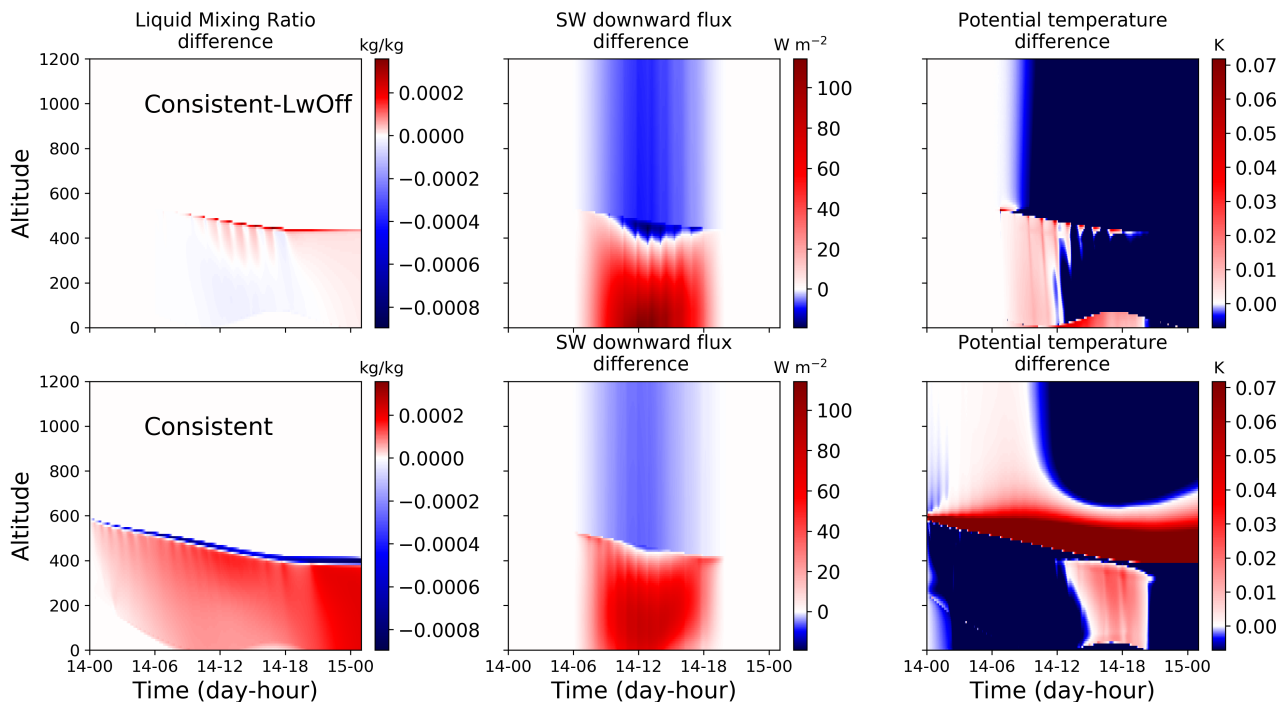 Liquid Mixing Ratio
difference
SW downward flux
difference
Potential temperature
difference
kg/kg
W m⁻²
K
1200
1000
800
600
400
200
0
Altitude
Consistent-LwOff
0.0002
0.0000
−0.0002
−0.0004
−0.0006
−0.0008
100
80
60
40
20
0
0.07
0.06
0.05
0.04
0.03
0.02
0.01
0.00
SW downward flux
difference
Potential temperature
difference
kg/kg
W m⁻²
K
1200
1000
800
600
400
200
0
Altitude
Consistent
0.0002
0.0000
−0.0002
−0.0004
−0.0006
−0.0008
100
80
60
40
20
0
0.07
0.06
0.05
0.04
0.03
0.02
0.01
0.00
14-00 14-06 14-12 14-18 15-00
14-00 14-06 14-12 14-18 15-00
14-00 14-06 14-12 14-18 15-00
Time (day-hour)
Time (day-hour)
Time (day-hour)